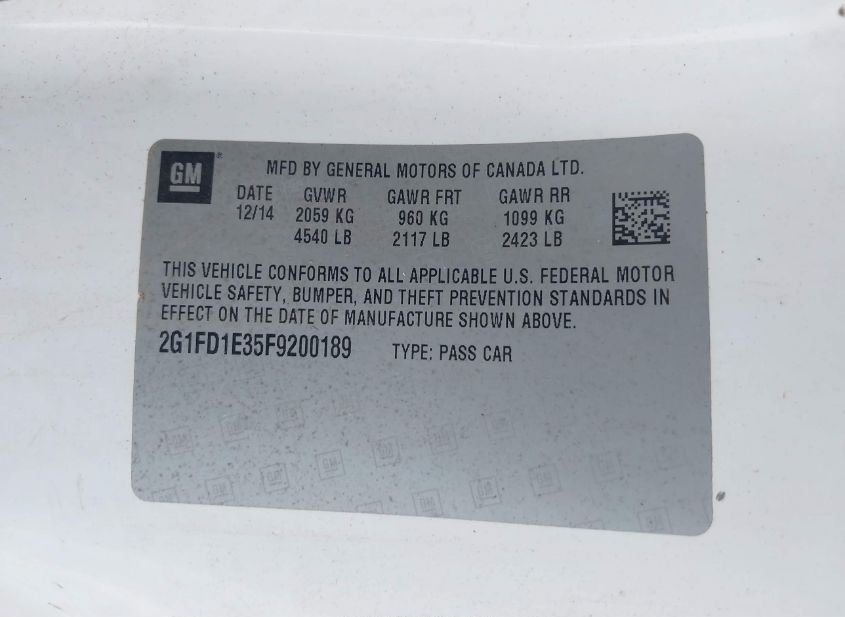 GM ® MFD BY GENERAL MOTORS OF CANADA LTD.
DATE GVWR GAWR FRT GAWR RR
12/14 2059 KG 960 KG 1099 KG
4540 LB 2117 LB 2423 LB
THIS VEHICLE CONFORMS TO ALL APPLICABLE U.S. FEDERAL MOTOR
VEHICLE SAFETY, BUMPER, AND THEFT PREVENTION STANDARDS IN
EFFECT ON THE DATE OF MANUFACTURE SHOWN ABOVE.
2G1FD1E35F9200189 TYPE: PASS CAR